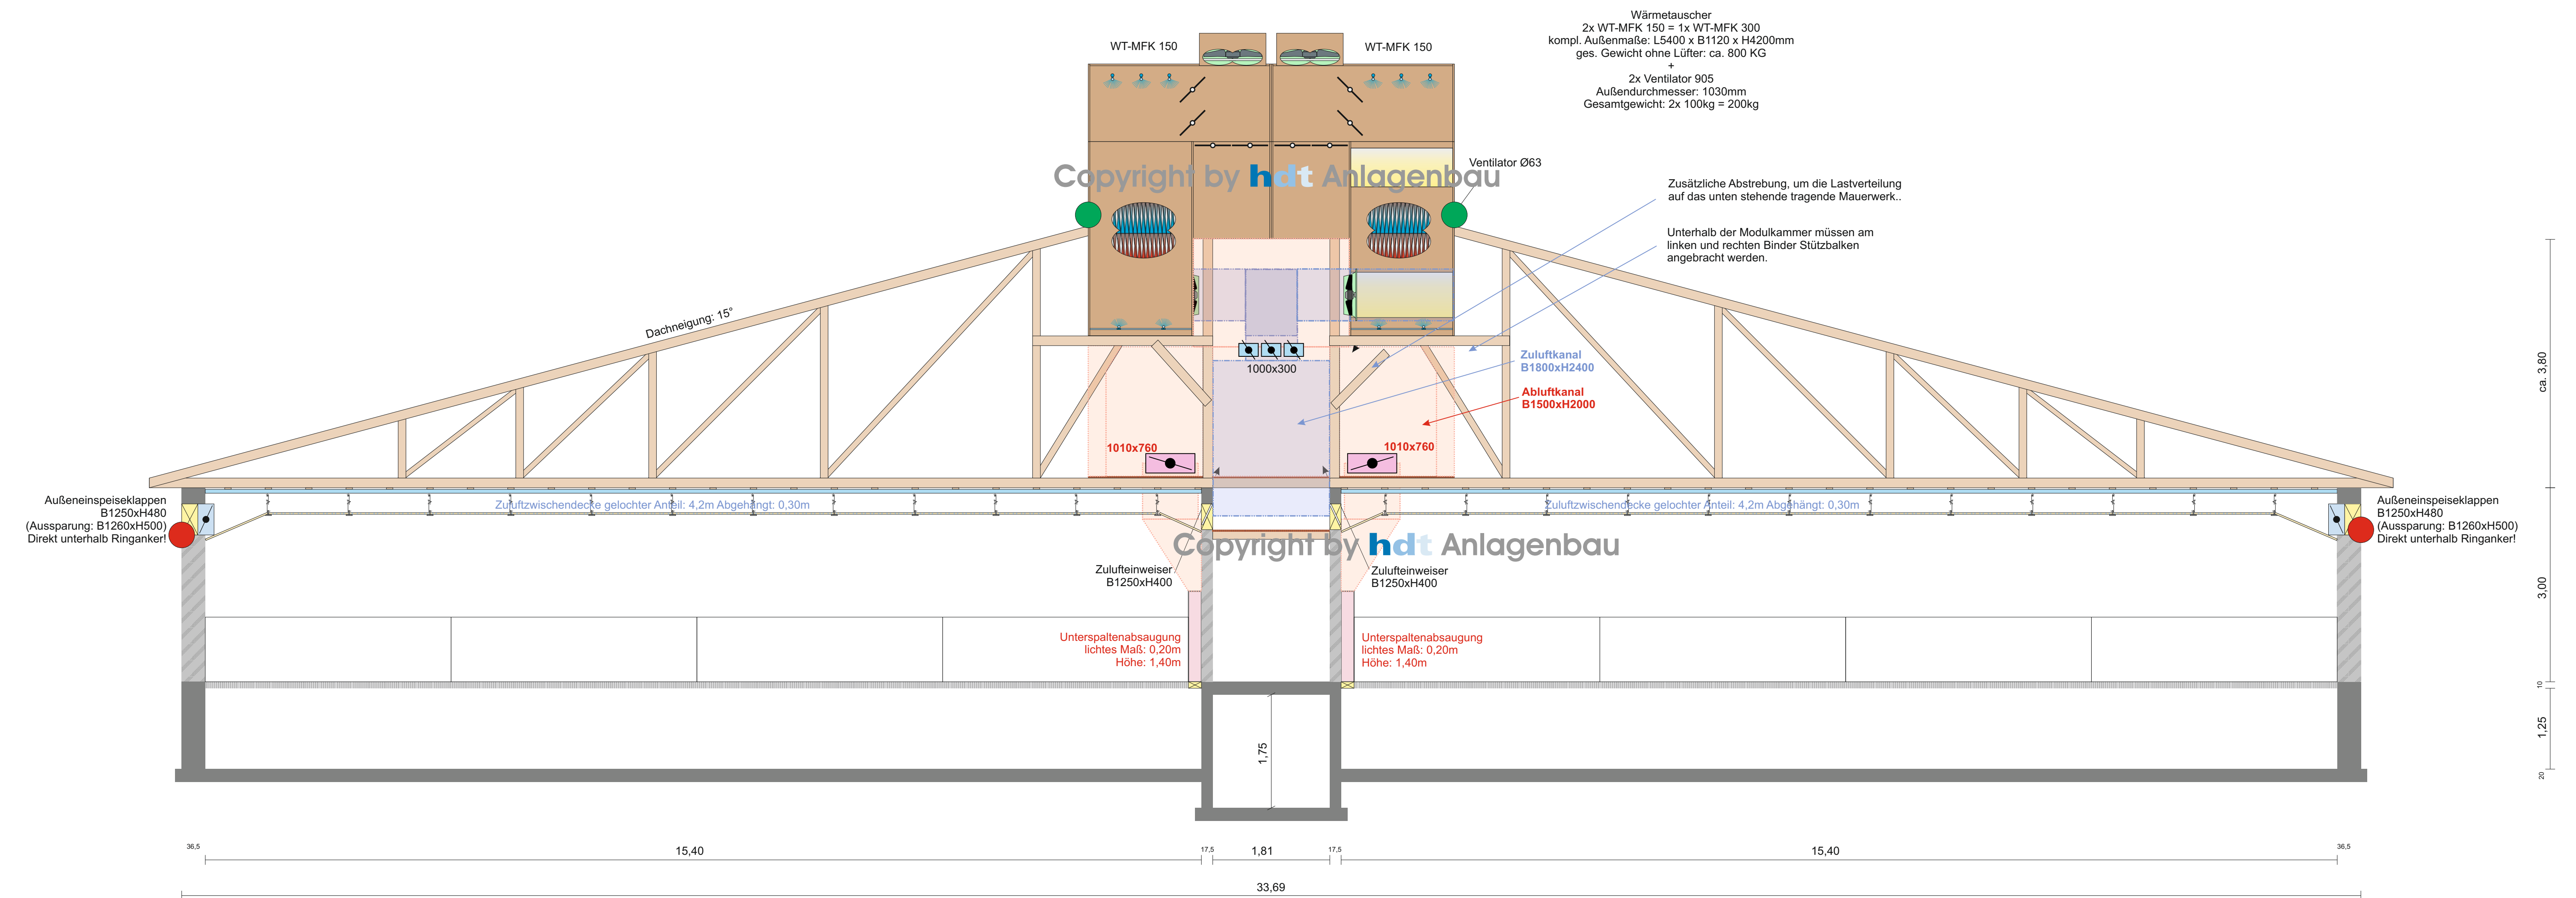 Wärmetauscher
2x WT-MFK 150 = 1x WT-MFK 300
kompl. Außenmaße: L5400 x B1120 x H4200mm
ges. Gewicht ohne Lüfter: ca. 800 KG
+
2x Ventilator 905
Außendurchmesser: 1030mm
Gesamtgewicht: 2x 100kg = 200kg
WT-MFK 150
WT-MFK 150
Ventilator Ø63
Copyright by hdt Anlagenbau
Zusätzliche Abstrebung, um die Lastverteilung
auf das unten stehende tragende Mauerwerk..
Unterhalb der Modulkammer müssen am
linken und rechten Binder Stützbalken
angebracht werden.
Dachneigung: 15°
1000x300
Zuluftkanal
B1800xH2400
Abluftkanal
B1500xH2000
ca. 3,80
1010x760
1010x760
Außeneinspeiseklappen
B1250xH480
(Aussparung: B1260xH500)
Direkt unterhalb Ringanker!
Zuluftzwischendecke gelochter Anteil: 4,2m Abgehängt: 0,30m
Zuluftzwischendecke gelochter Anteil: 4,2m Abgehängt: 0,30m
Außeneinspeiseklappen
B1250xH480
(Aussparung: B1260xH500)
Direkt unterhalb Ringanker!
Copyright by hdt Anlagenbau
Zulufteinweiser
B1250xH400
Zulufteinweiser
B1250xH400
3,00
Unterspaltenabsaugung
lichtes Maß: 0,20m
Höhe: 1,40m
Unterspaltenabsaugung
lichtes Maß: 0,20m
Höhe: 1,40m
10
1,25
1,75
20
36,5
15,40
17,5
1,81
17,5
15,40
36,5
33,69